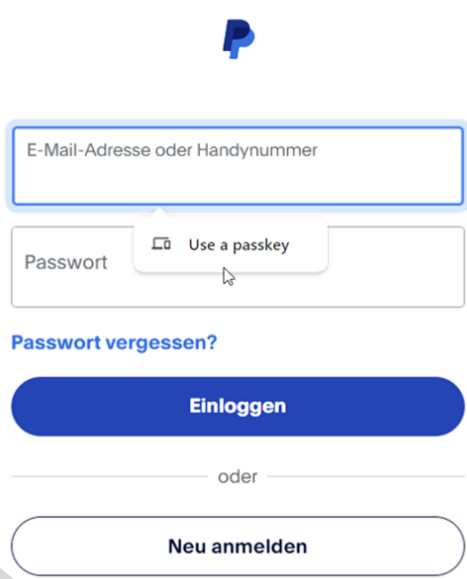 E-Mail-Adresse oder Handynummer
Use a passkey
Passwort
Passwort vergessen?
Einloggen
oder
Neu anmelden